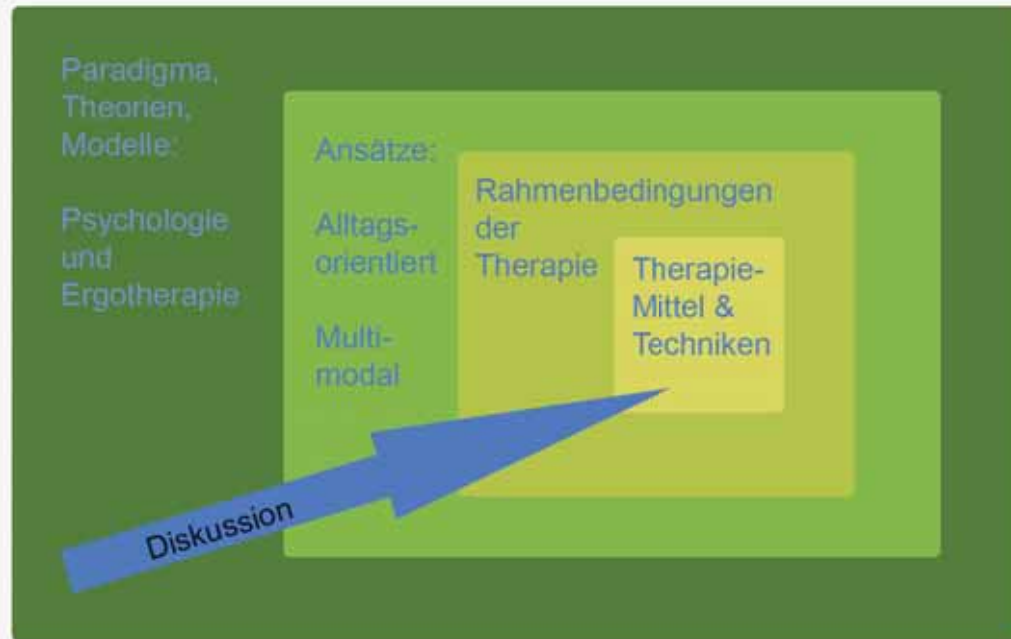 Paradigma,
Theorien,
Modelle:
Psychologie
und
Ergotherapie
Ansätze:
Alltags-
orientiert
Multi-
modal
Rahmenbedingungen
der
Therapie
Therapie-
Mittel &
Techniken
Diskussion